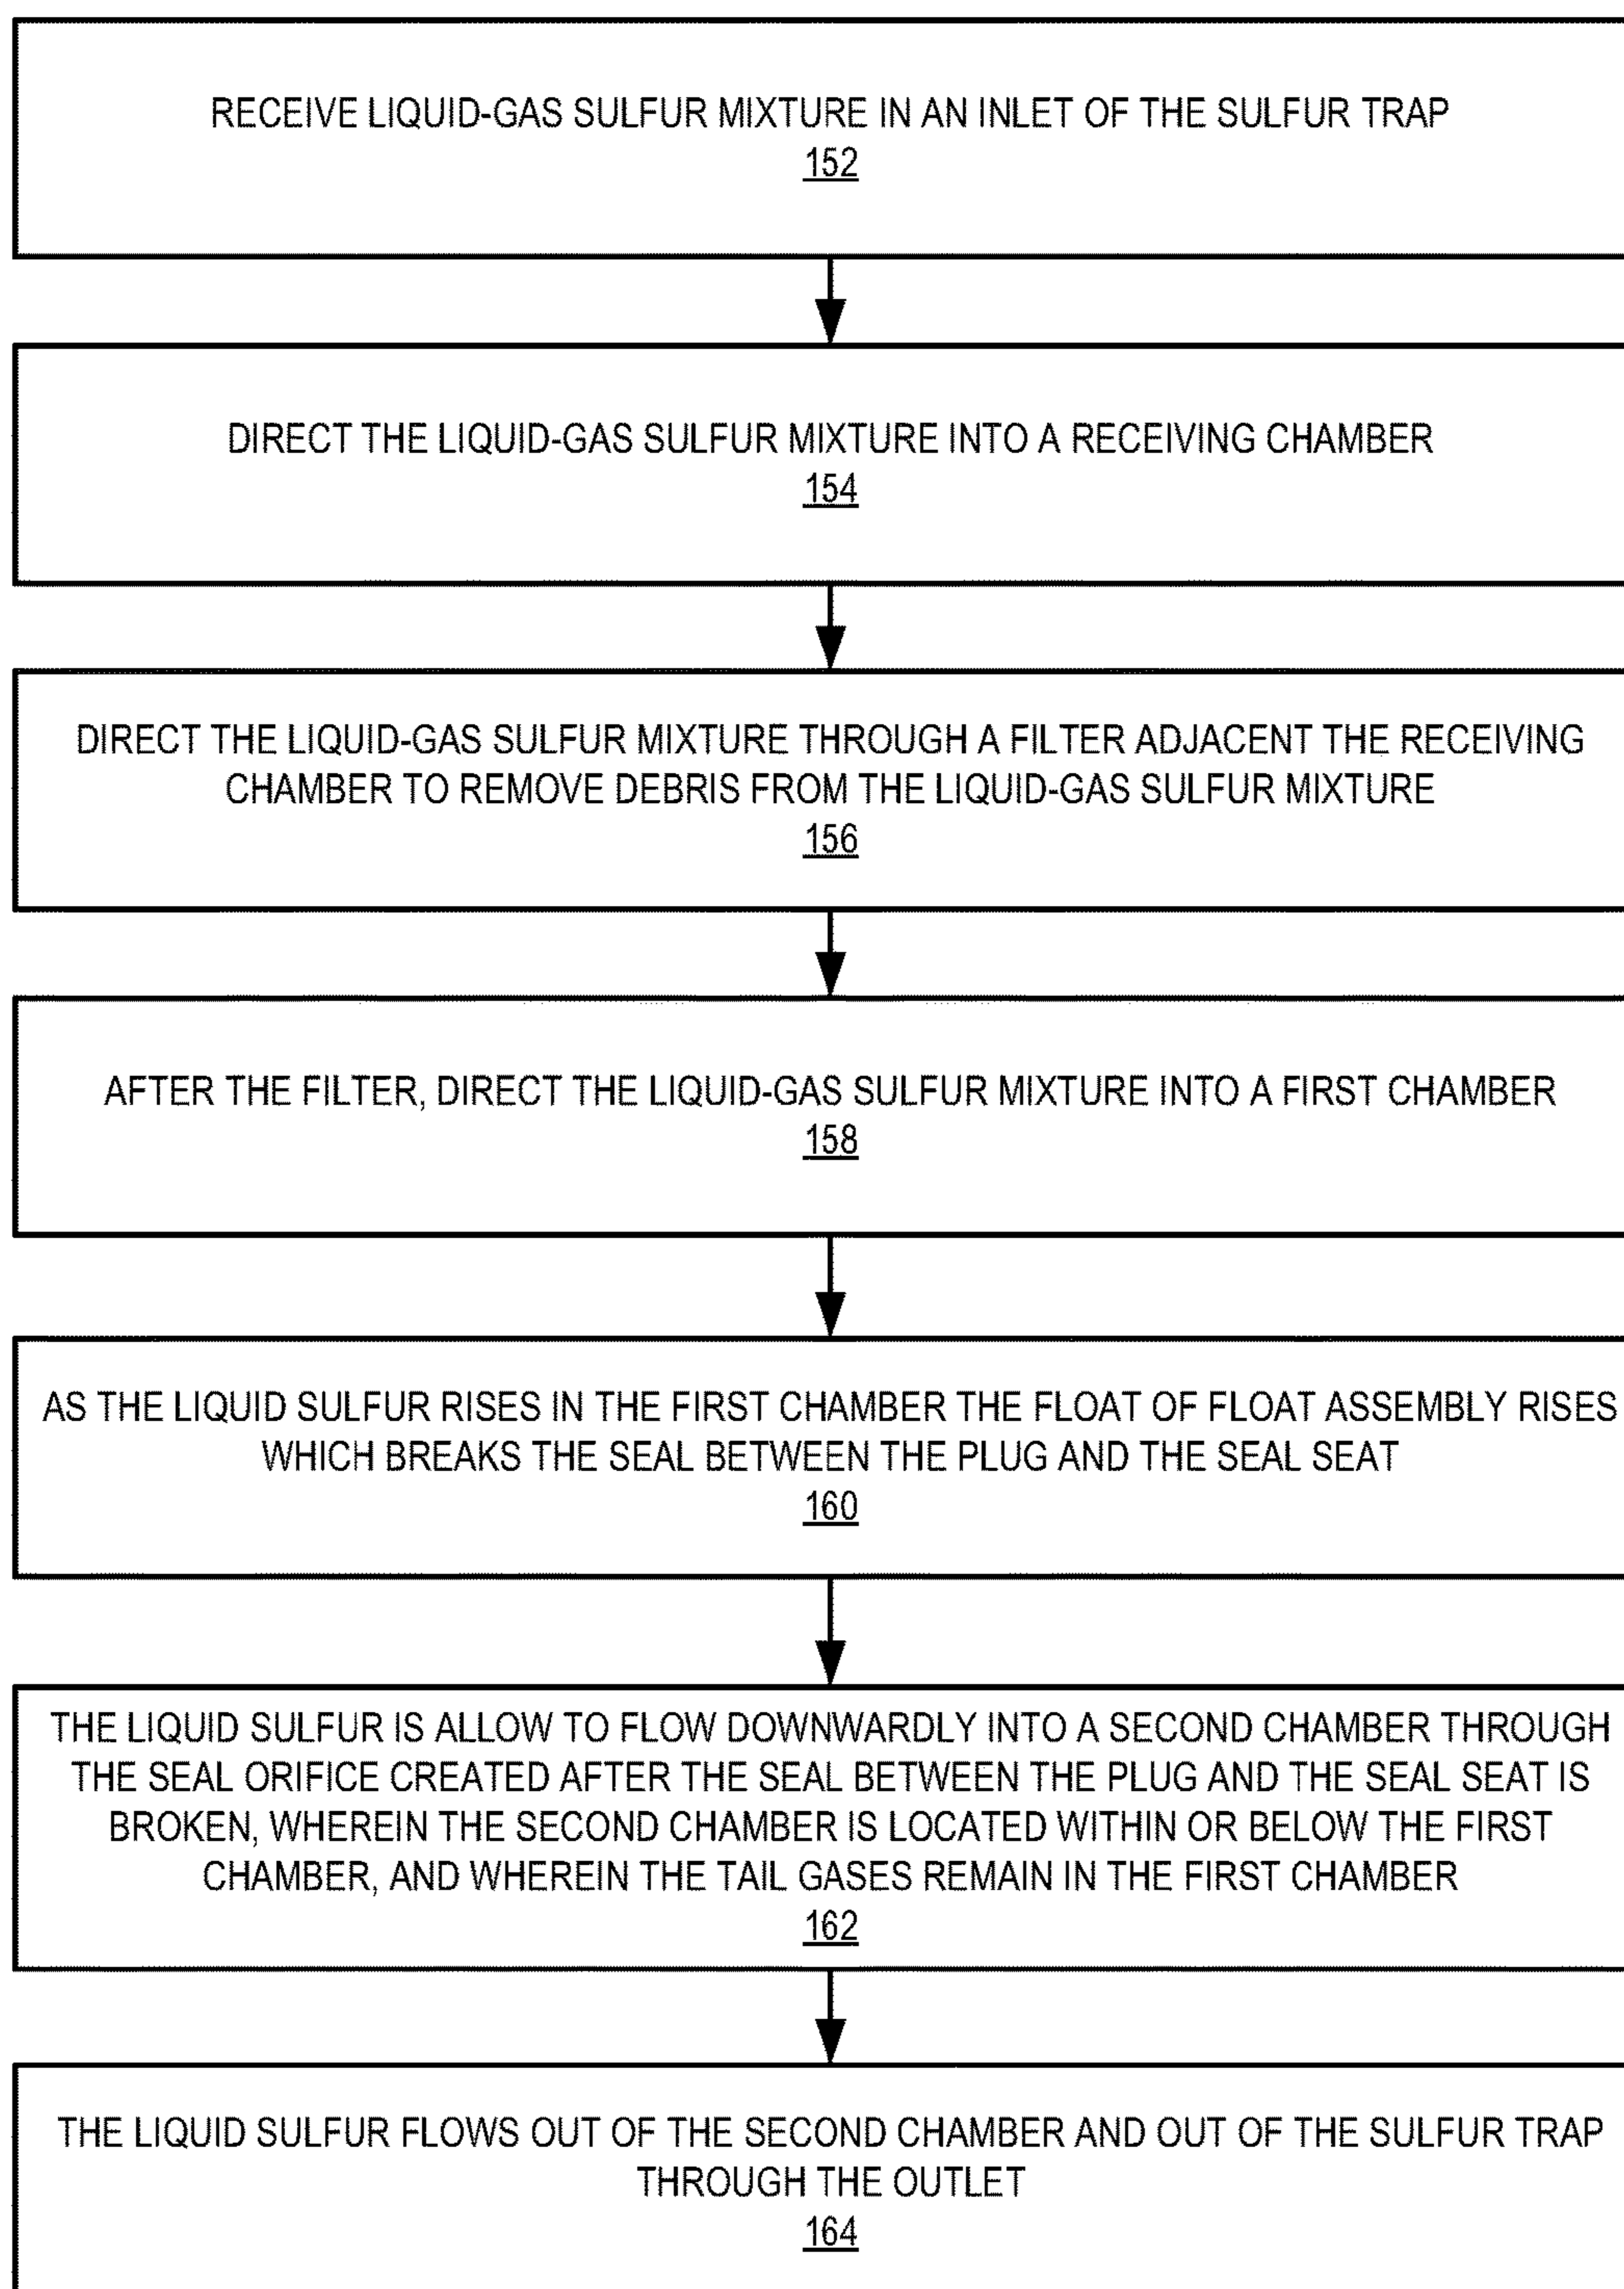 RECEIVE LIQUID-GAS SULFUR MIXTURE IN AN INLET OF THE SULFUR TRAP
152
DIRECT THE LIQUID-GAS SULFUR MIXTURE INTO A RECEIVING CHAMBER
154
DIRECT THE LIQUID-GAS SULFUR MIXTURE THROUGH A FILTER ADJACENT THE RECEIVING
CHAMBER TO REMOVE DEBRIS FROM THE LIQUID-GAS SULFUR MIXTURE
156
AFTER THE FILTER, DIRECT THE LIQUID-GAS SULFUR MIXTURE INTO A FIRST CHAMBER
158
AS THE LIQUID SULFUR RISES IN THE FIRST CHAMBER THE FLOAT OF FLOAT ASSEMBLY RISES
WHICH BREAKS THE SEAL BETWEEN THE PLUG AND THE SEAL SEAT
160
THE LIQUID SULFUR IS ALLOW TO FLOW DOWNWARDLY INTO A SECOND CHAMBER THROUGH
THE SEAL ORIFICE CREATED AFTER THE SEAL BETWEEN THE PLUG AND THE SEAL SEAT IS
BROKEN, WHEREIN THE SECOND CHAMBER IS LOCATED WITHIN OR BELOW THE FIRST
CHAMBER, AND WHEREIN THE TAIL GASES REMAIN IN THE FIRST CHAMBER
162
THE LIQUID SULFUR FLOWS OUT OF THE SECOND CHAMBER AND OUT OF THE SULFUR TRAP
THROUGH THE OUTLET
164